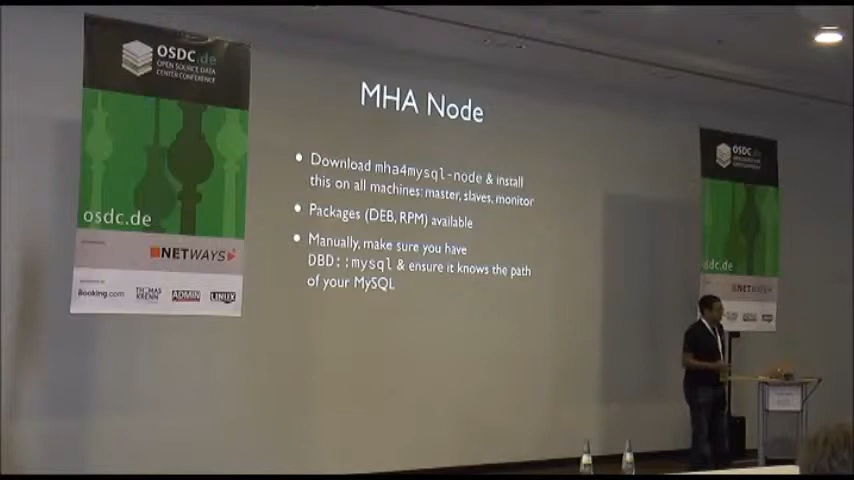 OSDC.de
OPEN SOURCE DATA
CENTER CONFERENCE
osdc.de
NETWAYS
Booking.com
THOMAS
KRENN
ADMIN
LINUX
MHA Node
• Download mha4mysql-node & install
this on all machines: master, slaves, monitor
• Packages (DEB, RPM) available
• Manually, make sure you have
DBD::mysql & ensure it knows the path
of your MySQL
OSDC.de
osdc.de
NETWAYS